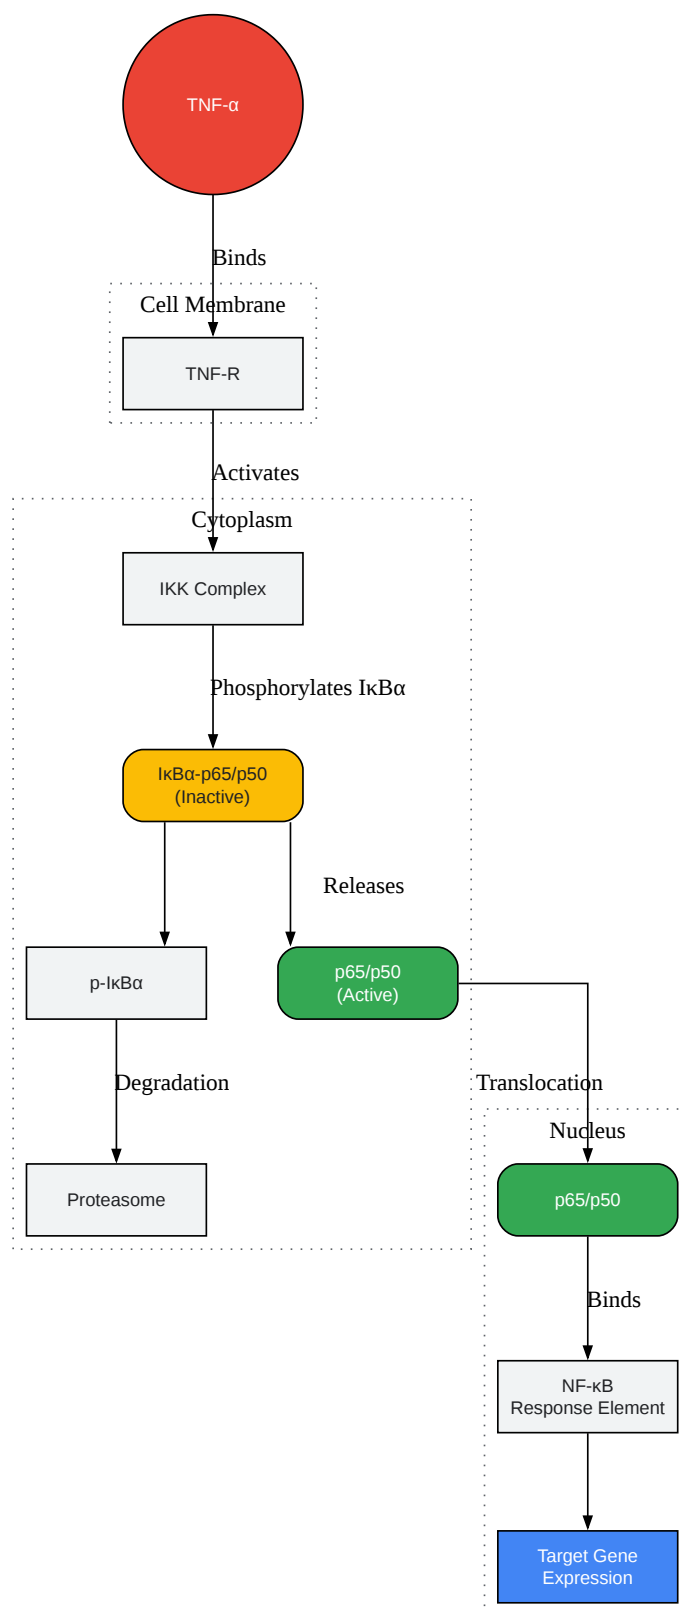 TNF-α
Binds
Cell Membrane
TNF-R
Activates
Cytoplasm
IKK Complex
Phosphorylates IκBα
IκBα-p65/p50
(Inactive)
Releases
p-IκBα
p65/p50
(Active)
Degradation
Translocation
Nucleus
Proteasome
p65/p50
Binds
NF-κB
Response Element
Target Gene
Expression